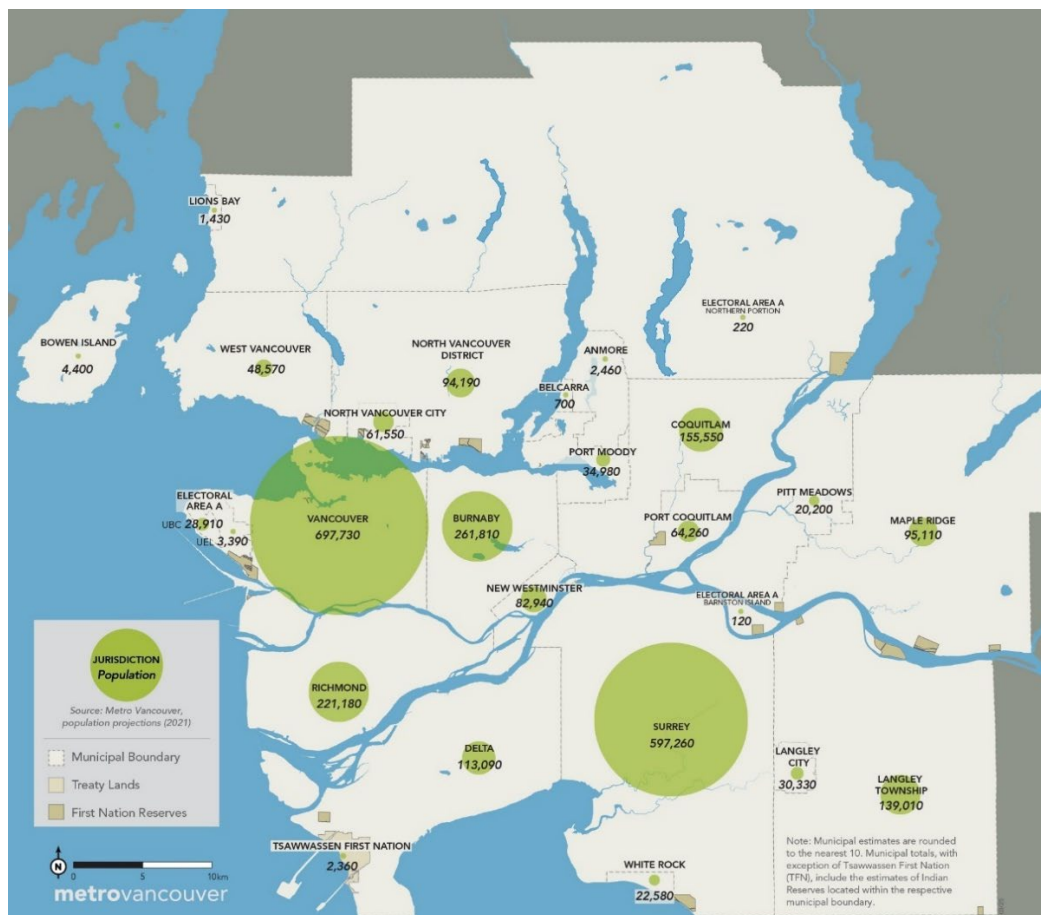 LIONS BAY
1,430
ELECTORAL AREA A
NORTHERN PORTION
220
BOWEN ISLAND
4,400
WEST VANCOUVER
48,570
NORTH VANCOUVER
DISTRICT
94,190
ANMORE
2,460
BELCARRA
700
NORTH VANCOUVER CITY
61,550
COQUITLAM
155,550
PORT MOODY
34,980
ELECTORAL
AREA A
UBC 28,910
UEL 3,390
VANCOUVER
697,730
BURNABY
261,810
PORT COQUITLAM
64,260
PITT MEADOWS
20,200
MAPLE RIDGE
95,110
NEW WESTMINSTER
82,940
ELECTORAL AREA A
BARNSTON ISLAND
120
RICHMOND
221,180
SURREY
597,260
DELTA
113,090
LANGLEY
CITY
30,330
LANGLEY
TOWNSHIP
139,010
TSAWWASSEN FIRST NATION
2,360
WHITE ROCK
22,580
JURISDICTION
Population
Source: Metro Vancouver,
population projections (2021)
Municipal Boundary
Treaty Lands
First Nation Reserves
N
0 5 10km
metrovancouver
Note: Municipal estimates are rounded
to the nearest 10. Municipal totals, with
exception of Tsawwassen First Nation
(TFN), include the estimates of Indian
Reserves located within the respective
municipal boundary.